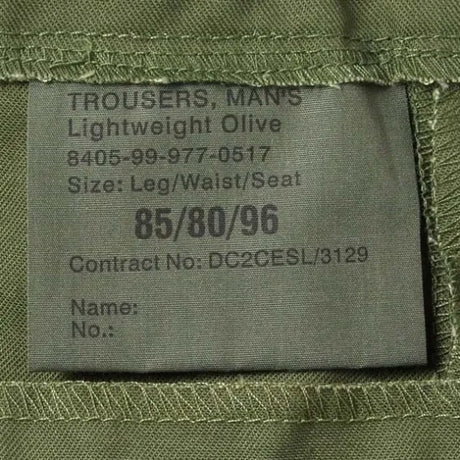 TROUSERS, MAN'S
Lightweight Olive
8405-99-977-0517
Size: Leg/Waist/Seat
85/80/96
Contract No: DC2CESL/3129
Name:
No.: